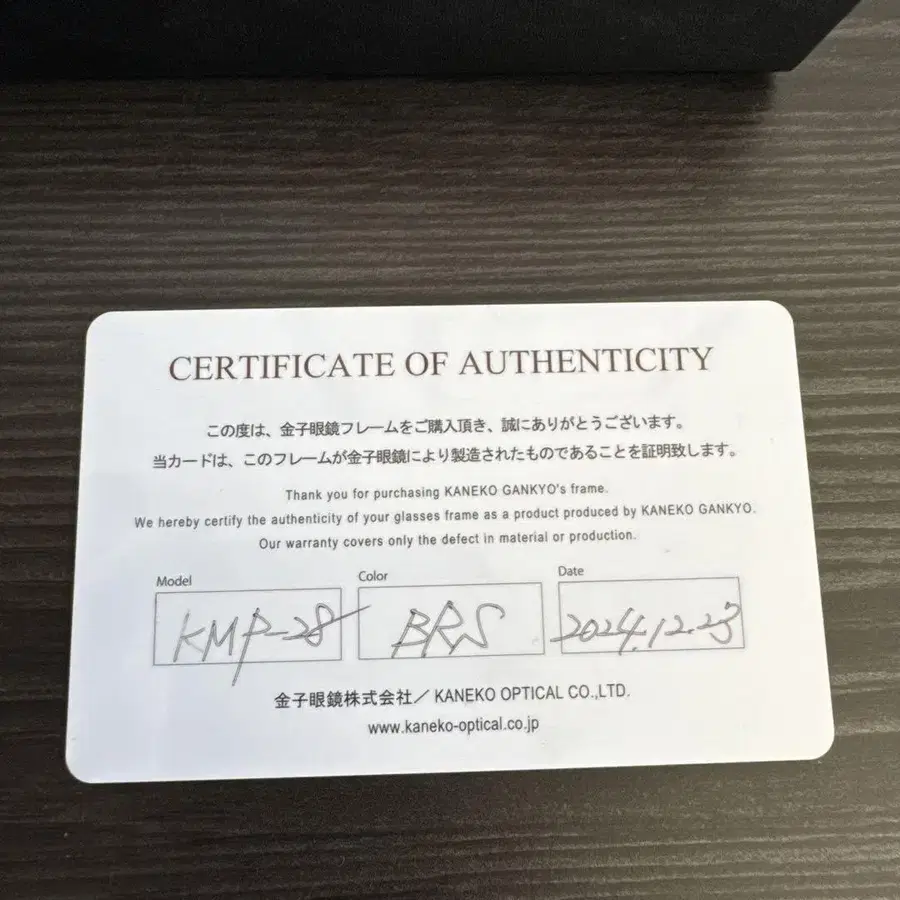 CERTIFICATE OF AUTHENTICITY
この度は、金子眼鏡フレームをご購入頂き、誠にありがとうございます。
当カードは、このフレームが金子眼鏡により製造されたものであることを証明致します。
Thank you for purchasing KANEKO GANKYO's frame.
We hereby certify the authenticity of your glasses frame as a product produced by KANEKO GANKYO.
Our warranty covers only the defect in material or production.
Model Color Date
KMP-28 BRS 2024.12.23
金子眼鏡株式会社/ KANEKO OPTICAL CO.,LTD.
www.kaneko-optical.co.jp